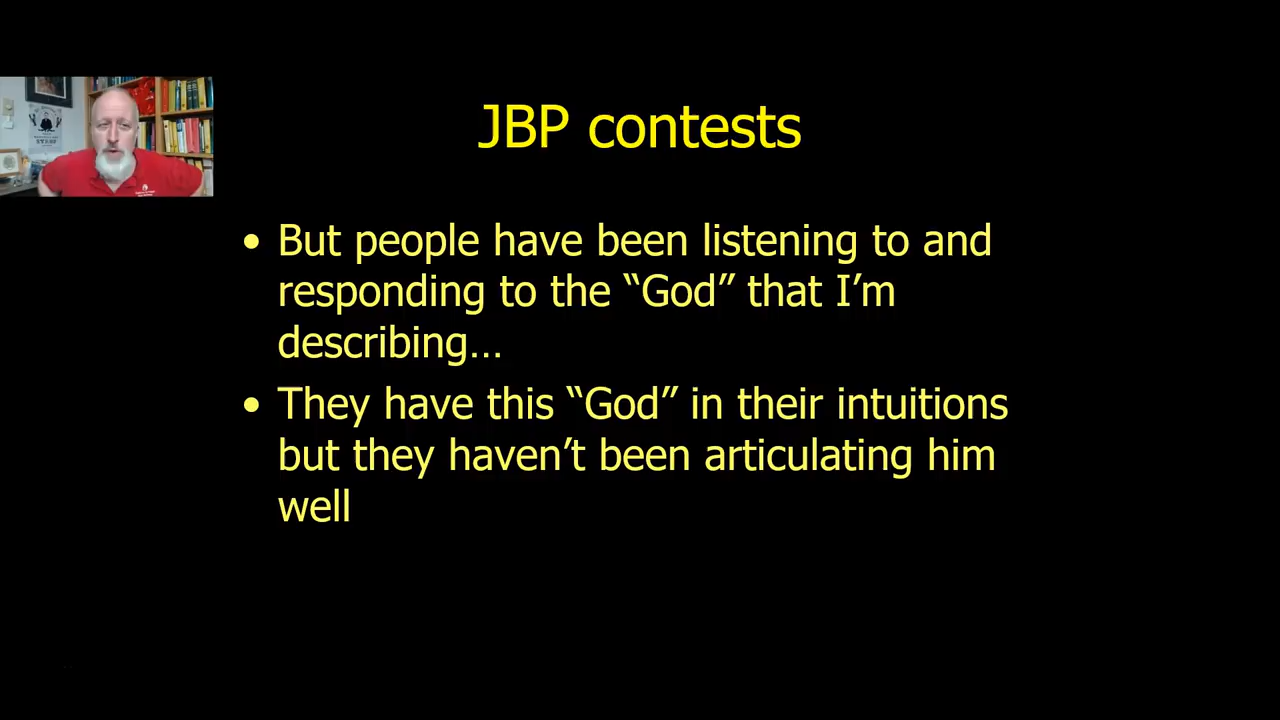 JBP contests
• But people have been listening to and
responding to the “God” that I’m
describing…
• They have this “God” in their intuitions
but they haven’t been articulating him
well